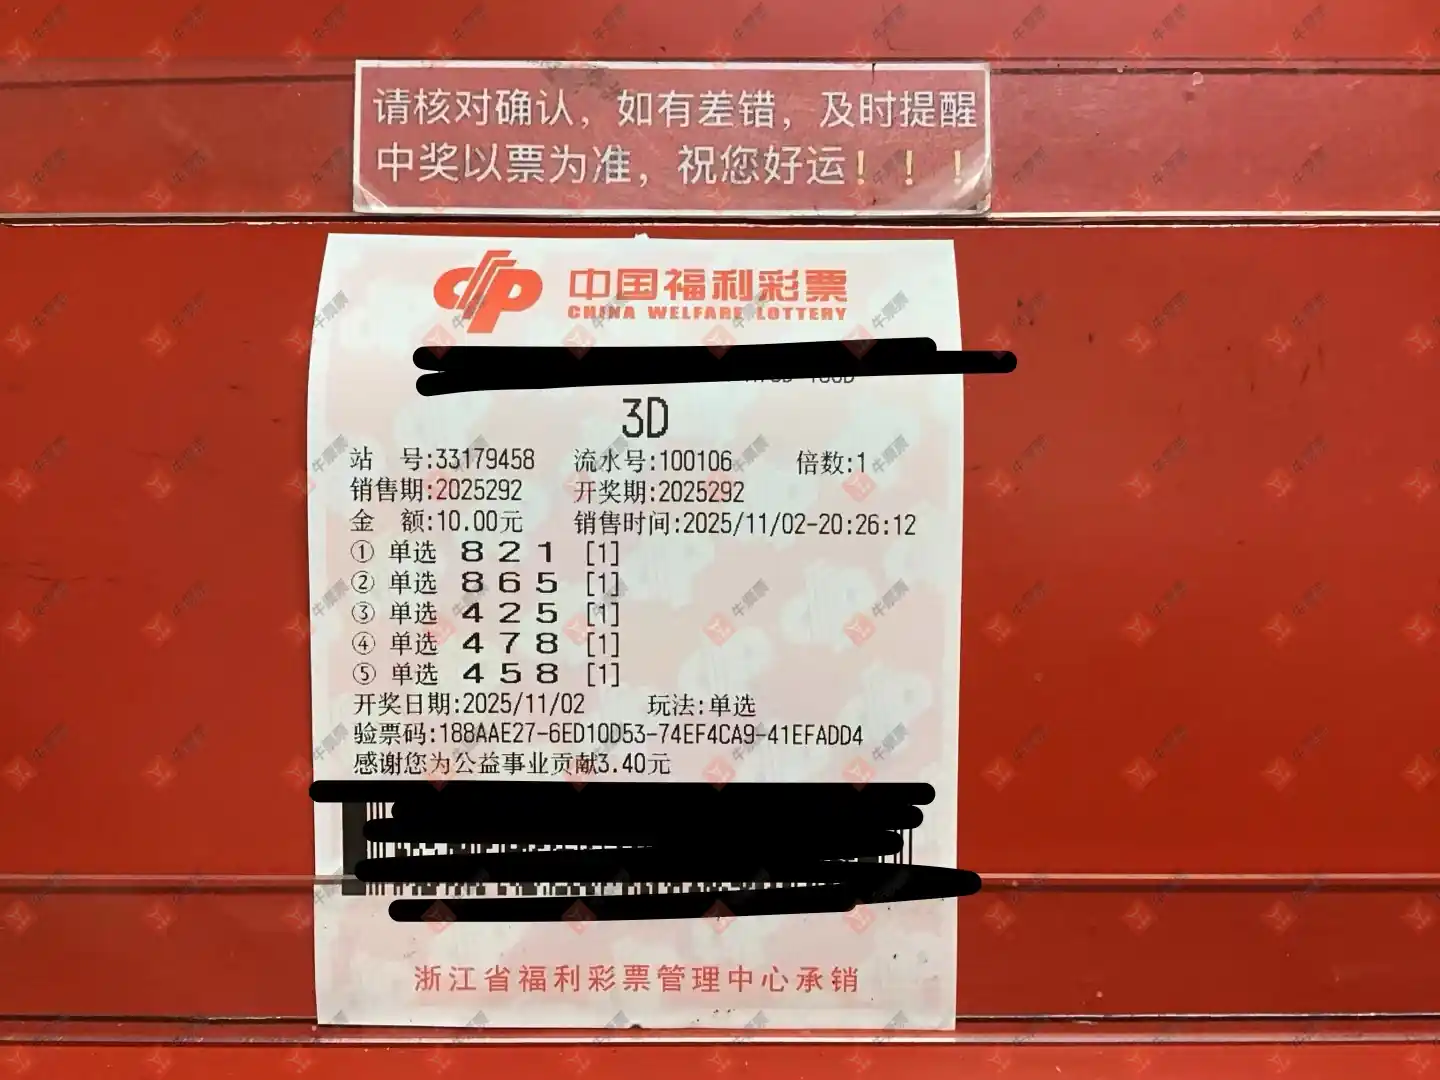 请核对确认，如有差错，及时提醒
中奖以票为准，祝您好运！！！
中国福利彩票
CHINA WELFARE LOTTERY
3D
站 号:33179458 流水号:100106 倍数:1
销售期:2025292 开奖期:2025292
金 额:10.00元 销售时间:2025/11/02-20:26:12
① 单选 8 2 1 [1]
② 单选 8 6 5 [1]
③ 单选 4 2 5 [1]
④ 单选 4 7 8 [1]
⑤ 单选 4 5 8 [1]
开奖日期:2025/11/02 玩法:单选
验票码:188AAE27-6ED10D53-74EF4CA9-41EFADD4
感谢您为公益事业贡献3.40元
浙江省福利彩票管理中心承销